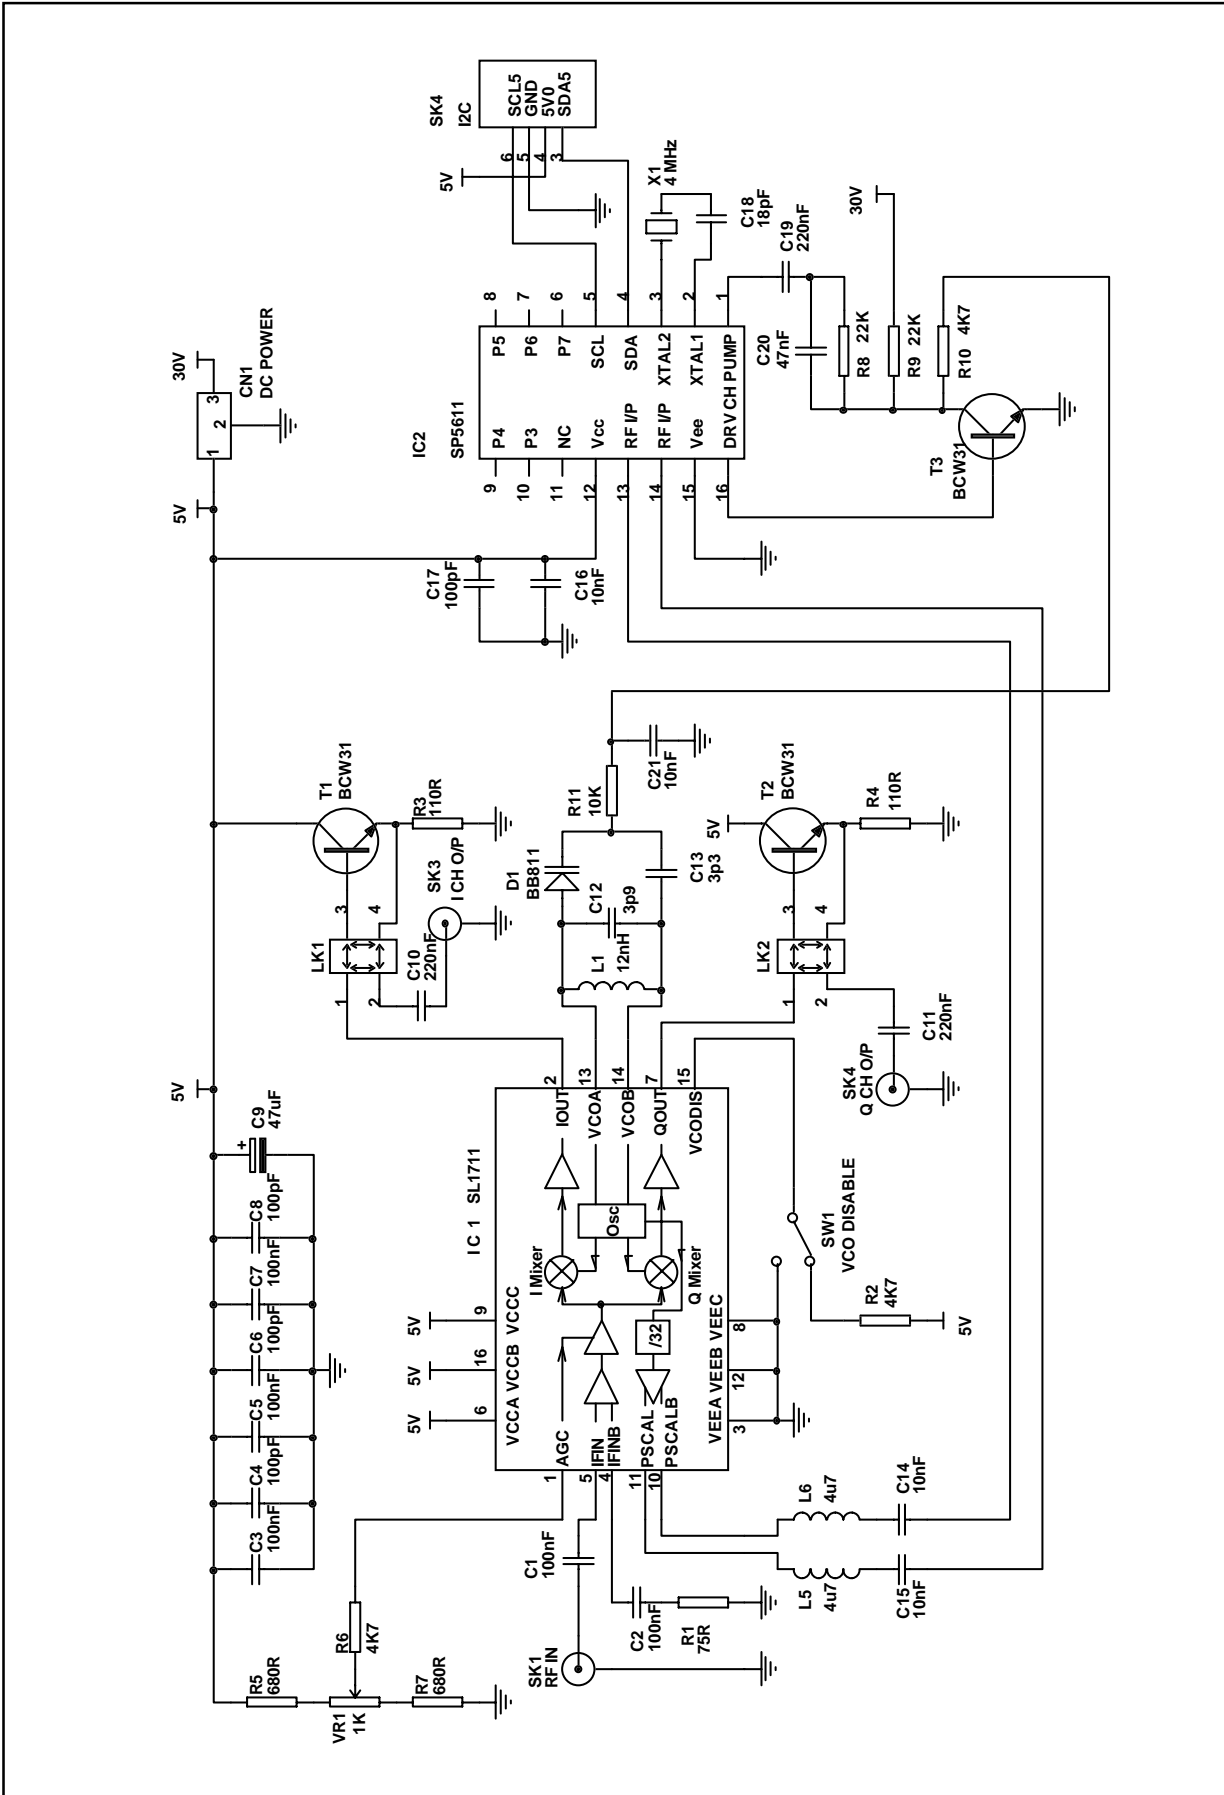 SK4
I2C
SCL5
GND
5V0
SDA5
6
5
4
3
5V
30V
CN1
DC POWER
3
2
1
5V
IC2
SP5611
P5
P6
P7
SCL
SDA
XTAL2
XTAL1
DRV CH PUMP
8
7
6
5
4
3
2
1
P4
P3
NC
Vcc
RF I/P
RF I/P
Vee
9
10
11
12
13
14
15
16
X1
4 MHz
C18
18pF
C19
220nF
C20
47nF
R8
22K
R9
22K
R10
4K7
30V
T3
BCW31
C17
100pF
C16
10nF
T1
BCW31
R3
110R
SK3
I CH O/P
LK1
1
2
3
4
C10
220nF
D1
BB811
R11
10K
C21
10nF
C12
3p9
C13
3p3
L1
12nH
5V
T2
BCW31
R4
110R
LK2
1
2
3
4
C11
220nF
SK4
Q CH O/P
5V
C9
47uF
+
C8
100pF
C7
100nF
C6
100pF
C5
100nF
C4
100pF
C3
100nF
IC 1
SL1711
IOUT
VCOA
VCOB
QOUT
VCODIS
2
13
14
7
15
I Mixer
Osc
Q Mixer
/32
VCCA
VCCB
VCCC
6
16
9
5V
5V
5V
AGC
IFIN
IFINB
PSCAL
PSCALB
1
5
4
11
10
VEEA
VEEB
VEEC
3
12
8
SW1
VCO DISABLE
R2
4K7
5V
R5
680R
VR1
1K
R6
4K7
R7
680R
C1
100nF
SK1
RF IN
C2
100nF
R1
75R
L6
4u7
L5
4u7
C14
10nF
C15
10nF